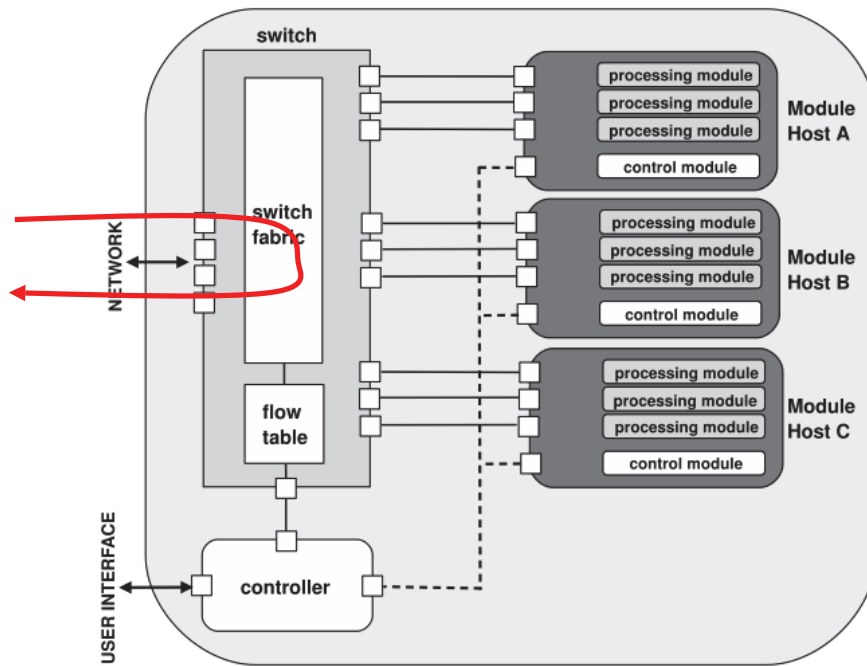 switch
switch
fabric
flow
table
NETWORK
USER INTERFACE
controller
processing module
processing module
processing module
control module
Module
Host A
processing module
processing module
processing module
control module
Module
Host B
processing module
processing module
processing module
control module
Module
Host C